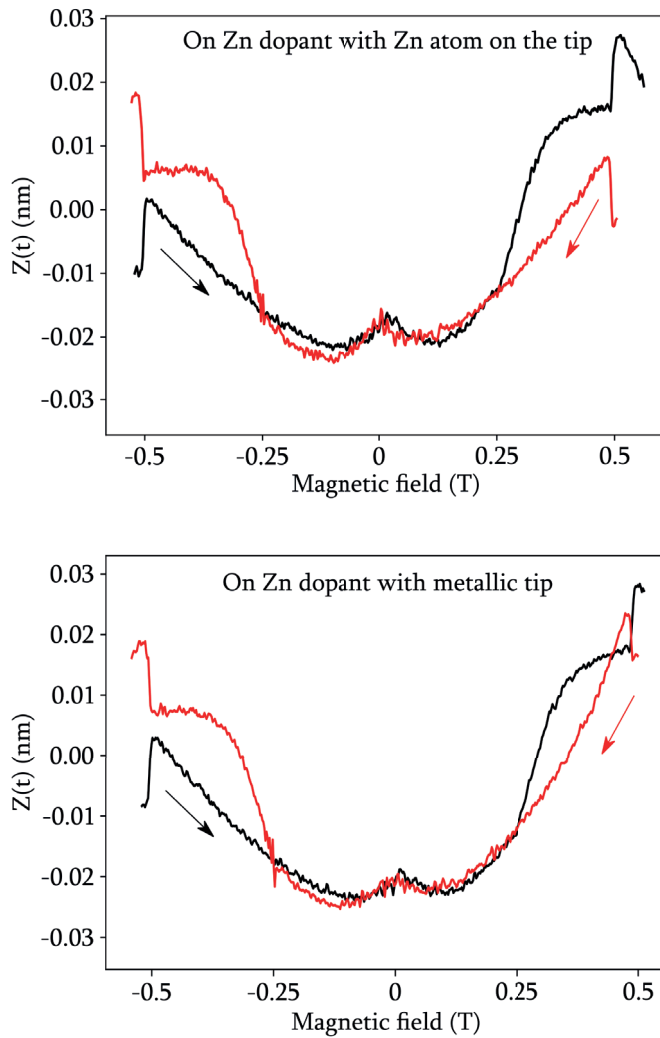 On Zn dopant with Zn atom on the tip
0.03
0.02
0.01
0.00
-0.01
-0.02
-0.03
Z(t) (nm)
-0.5 -0.25 0 0.25 0.5
Magnetic field (T)
On Zn dopant with metallic tip
0.03
0.02
0.01
0.00
-0.01
-0.02
-0.03
Z(t) (nm)
-0.5 -0.25 0 0.25 0.5
Magnetic field (T)